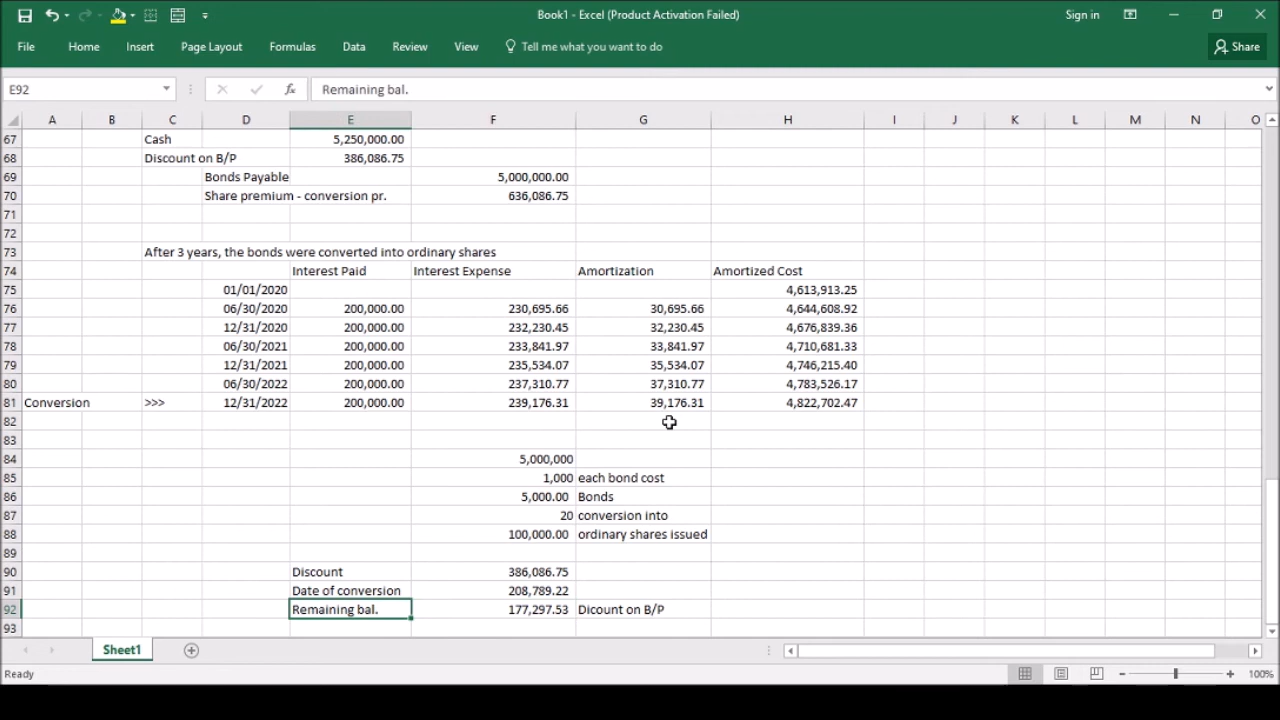 Book1 - Excel (Product Activation Failed)
Sign in
File Home Insert Page Layout Formulas Data Review View Tell me what you want to do Share
E92 fx Remaining bal.
A B C D E F G H I J K L M N O
67 Cash 5,250,000.00
68 Discount on B/P 386,086.75
69 Bonds Payable 5,000,000.00
70 Share premium - conversion pr. 636,086.75
71
72
73 After 3 years, the bonds were converted into ordinary shares
74 Interest Paid Interest Expense Amortization Amortized Cost
75 01/01/2020 4,613,913.25
76 06/30/2020 200,000.00 230,695.66 30,695.66 4,644,608.92
77 12/31/2020 200,000.00 232,230.45 32,230.45 4,676,839.36
78 06/30/2021 200,000.00 233,841.97 33,841.97 4,710,681.33
79 12/31/2021 200,000.00 235,534.07 35,534.07 4,746,215.40
80 06/30/2022 200,000.00 237,310.77 37,310.77 4,783,526.17
81 Conversion >>> 12/31/2022 200,000.00 239,176.31 39,176.31 4,822,702.47
82
83
84 5,000,000
85 1,000 each bond cost
86 5,000.00 Bonds
87 20 conversion into
88 100,000.00 ordinary shares issued
89
90 Discount 386,086.75
91 Date of conversion 208,789.22
92 Remaining bal. 177,297.53 Dicount on B/P
93
Sheet1
Ready 100%